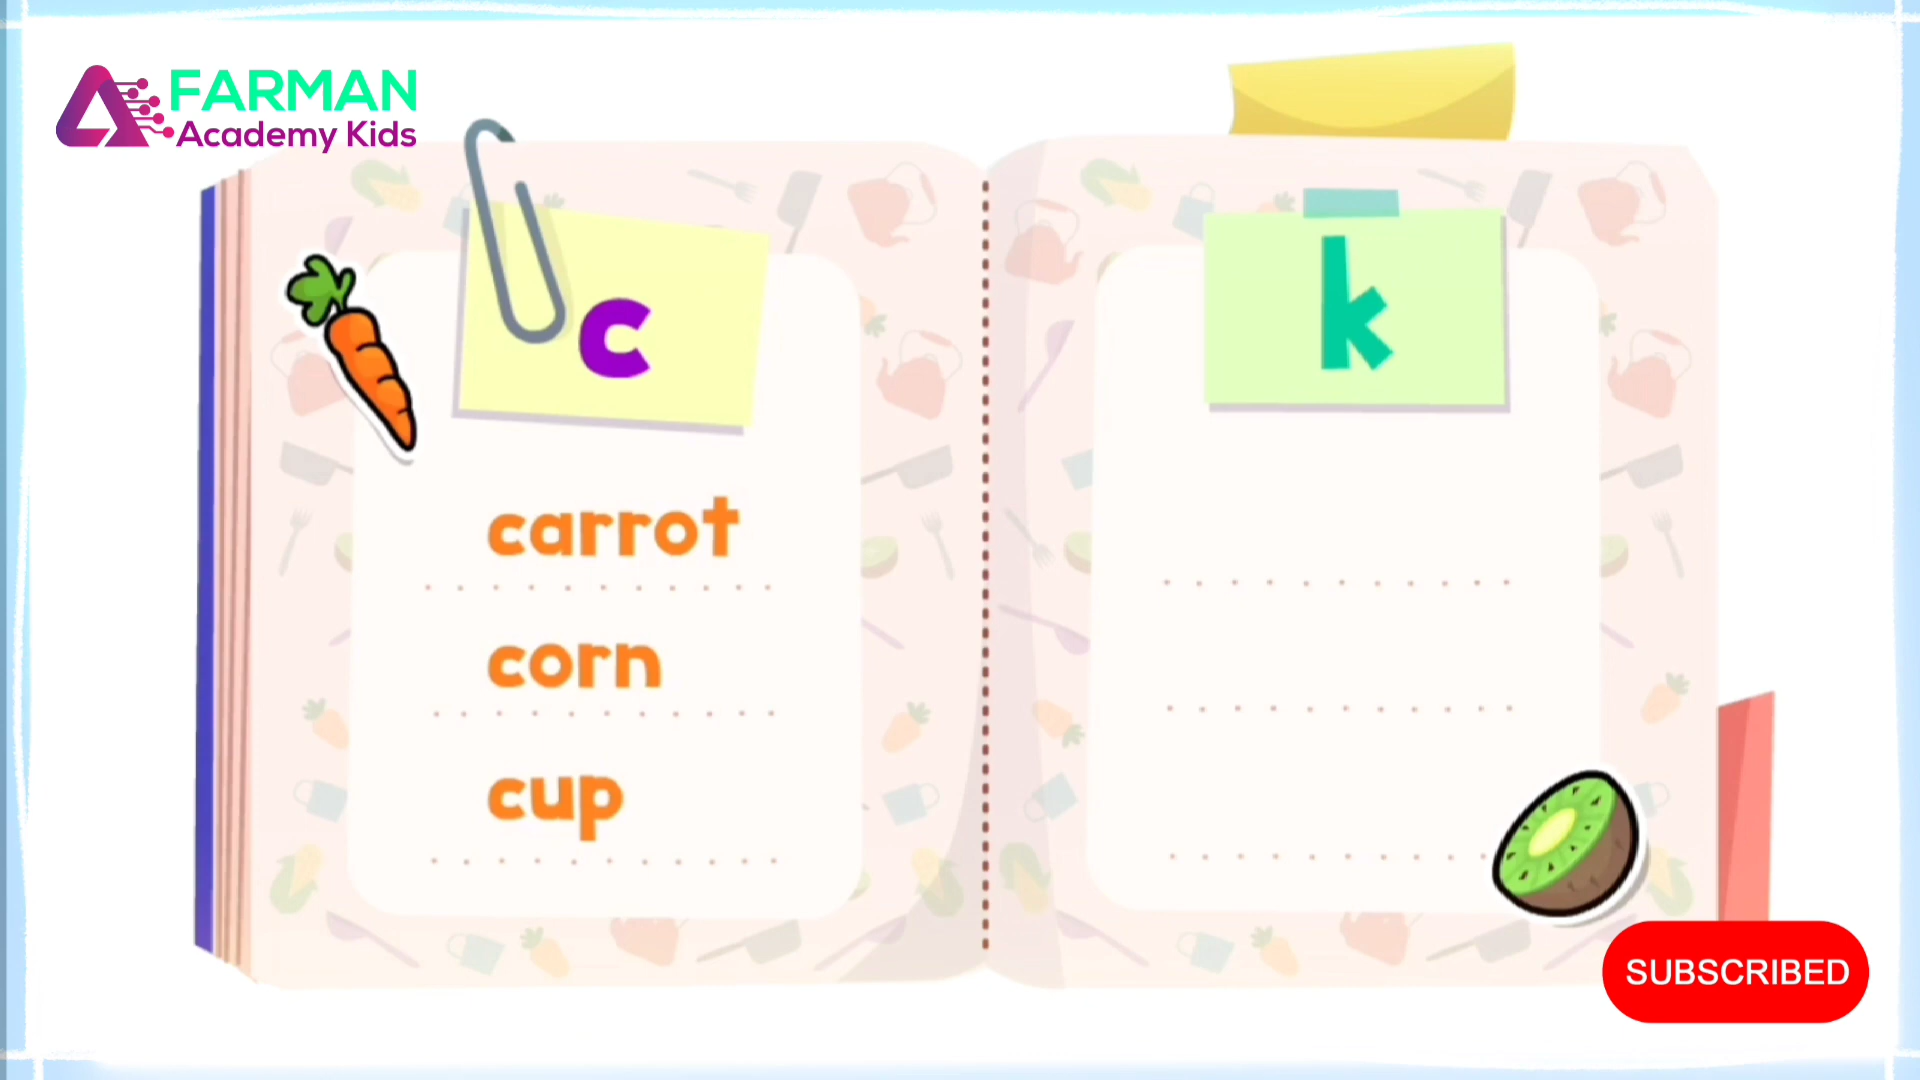 FARMAN
Academy Kids
c
carrot
corn
cup
k
SUBSCRIBED